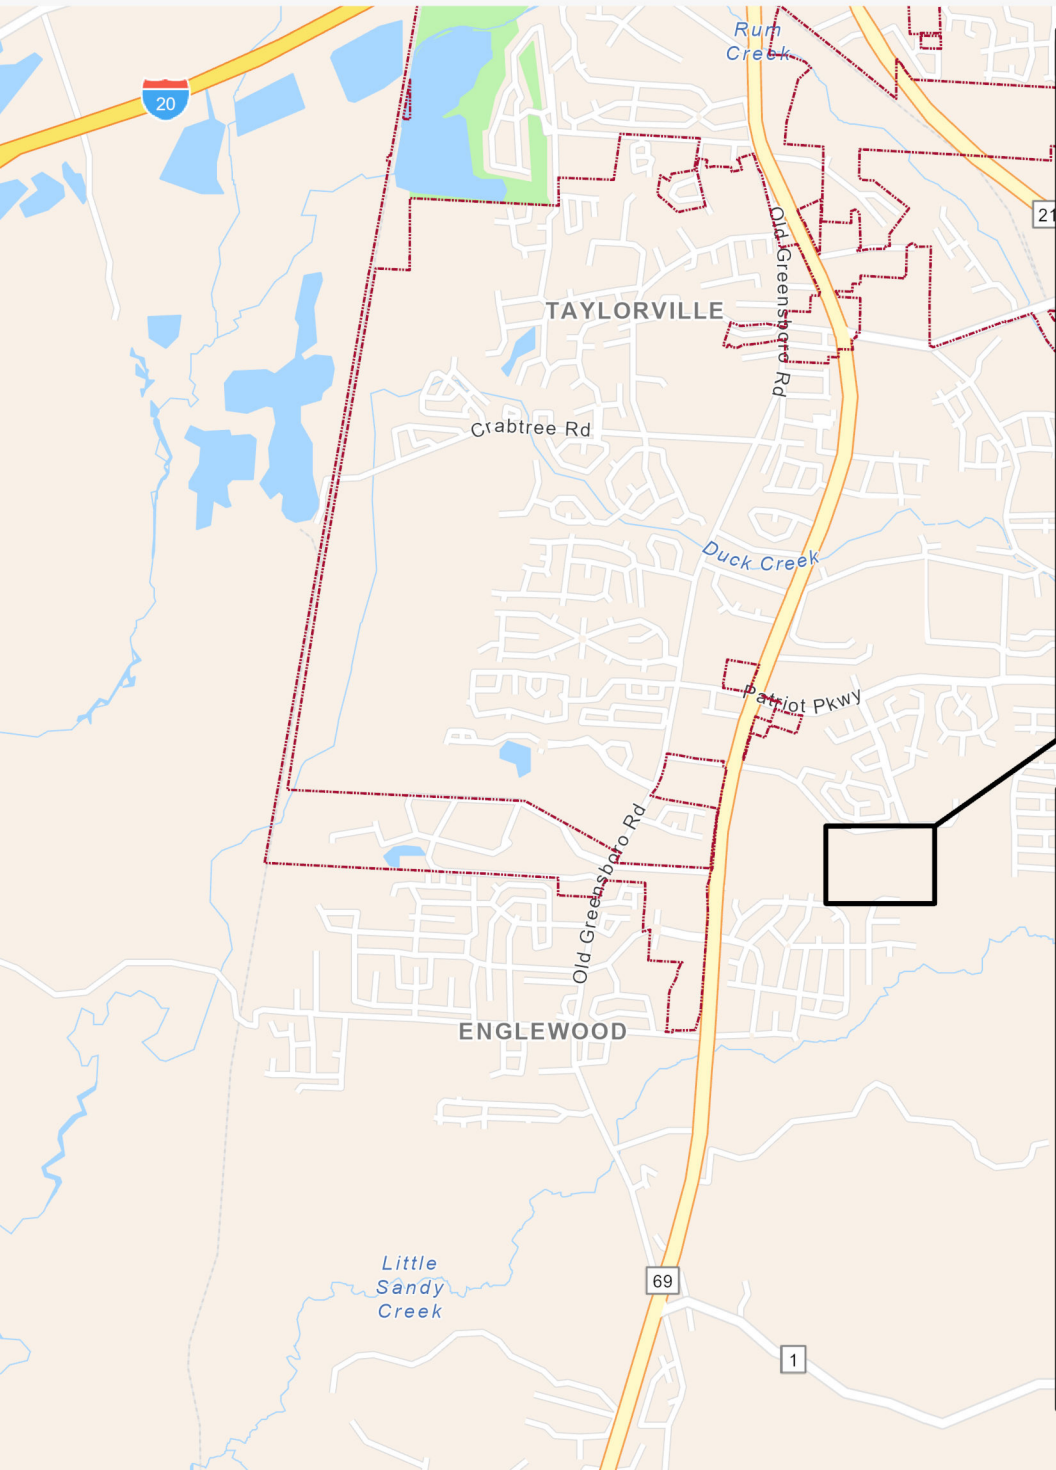 Rum
Creek
20
21
Old Greensboro Rd
TAYLORVILLE
Crabtree Rd
Duck Creek
Patriot Pkwy
Old Greensboro Rd
ENGLEWOOD
Little
Sandy
Creek
69
1